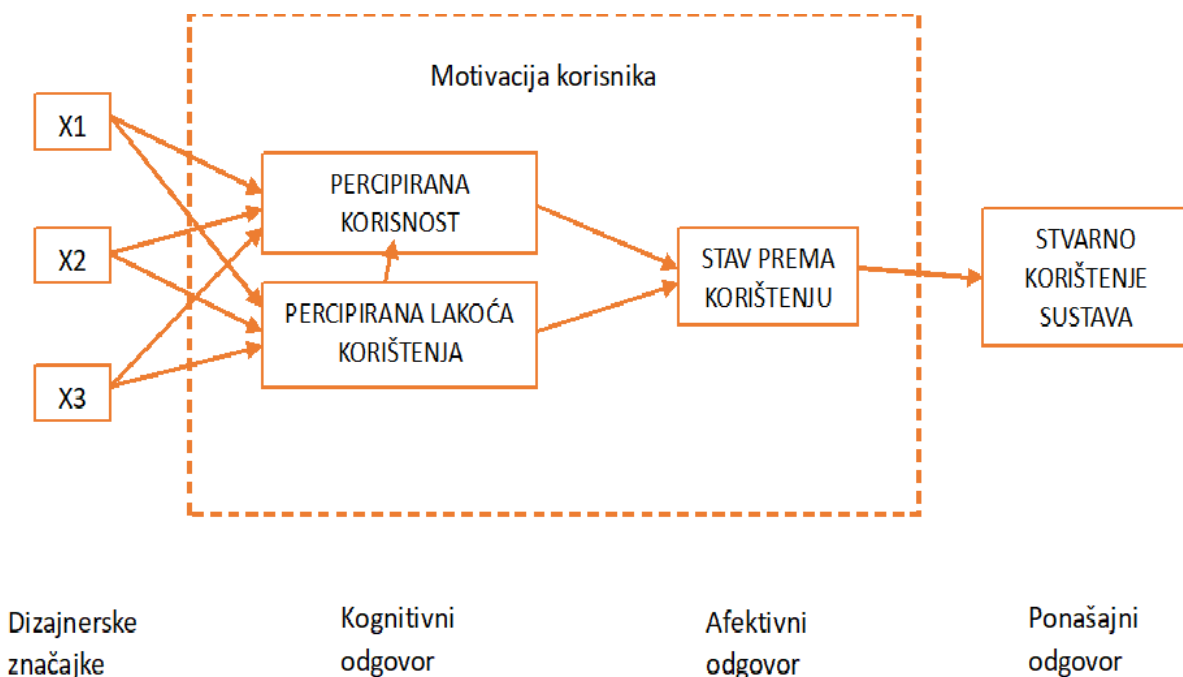 Motivacija korisnika
X1
X2
X3
PERCIPIRANA
KORISNOST
PERCIPIRANA LAKOĆA
KORIŠTENJA
STAV PREMA
KORIŠTENJU
STVARNO
KORIŠTENJE
SUSTAVA
Dizajnerske
značajke
Kognitivni
odgovor
Afektivni
odgovor
Ponašajni
odgovor